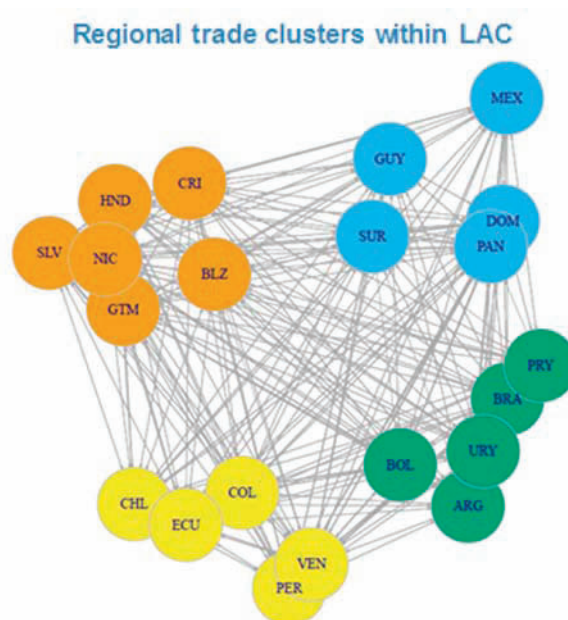 Regional trade clusters within LAC
MEX
GUY
CRI
HND
DOM
SUR
PAN
SLV
NIC
BLZ
GTM
PRY
BRA
URY
BOL
COL
CHL
ARG
ECU
VEN
PER